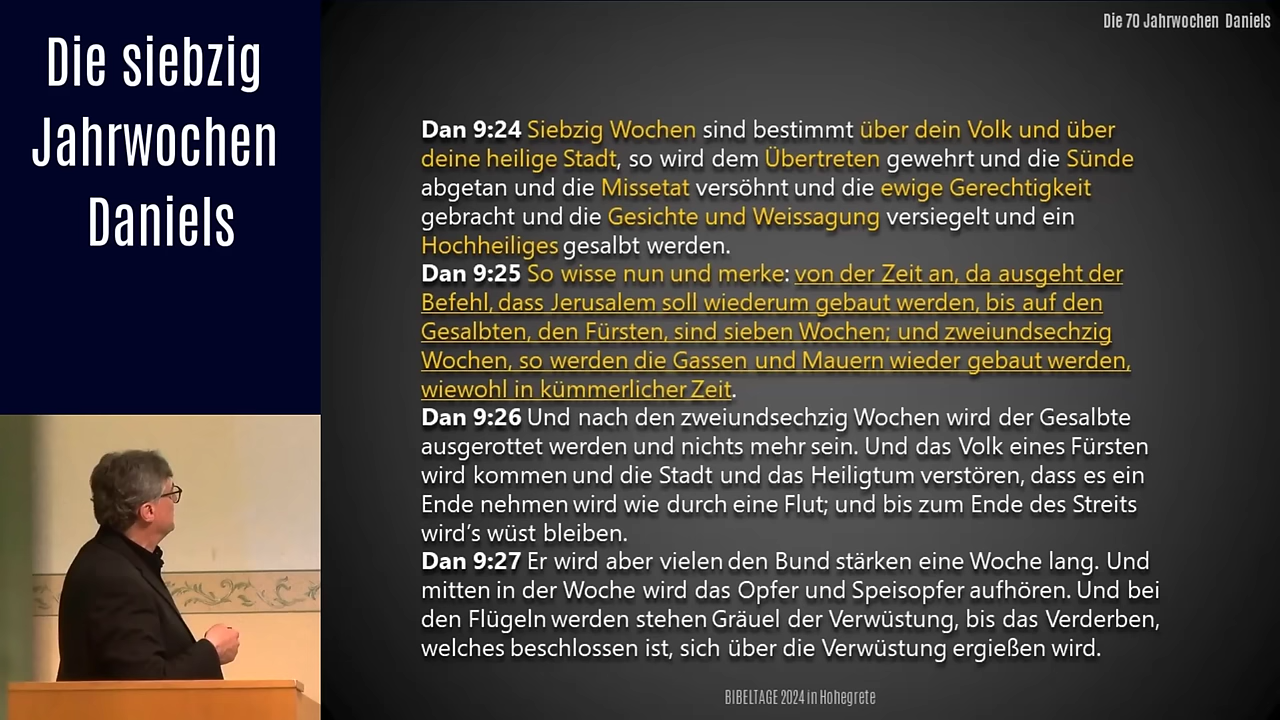 Die siebzig
Jahrwochen
Daniels
Die 70 Jahrwochen Daniels
Dan 9:24 Siebzig Wochen sind bestimmt über dein Volk und über
deine heilige Stadt, so wird dem Übertreten gewehrt und die Sünde
abgetan und die Missetat versöhnt und die ewige Gerechtigkeit
gebracht und die Gesichte und Weissagung versiegelt und ein
Hochheiliges gesalbt werden.
Dan 9:25 So wisse nun und merke: von der Zeit an, da ausgeht der
Befehl, dass Jerusalem soll wiederum gebaut werden, bis auf den
Gesalbten, den Fürsten, sind sieben Wochen; und zweiundsechzig
Wochen, so werden die Gassen und Mauern wieder gebaut werden,
wiewohl in kümmerlicher Zeit.
Dan 9:26 Und nach den zweiundsechzig Wochen wird der Gesalbte
ausgerottet werden und nichts mehr sein. Und das Volk eines Fürsten
wird kommen und die Stadt und das Heiligtum verstören, dass es ein
Ende nehmen wird wie durch eine Flut; und bis zum Ende des Streits
wird’s wüst bleiben.
Dan 9:27 Er wird aber vielen den Bund stärken eine Woche lang. Und
mitten in der Woche wird das Opfer und Speisopfer aufhören. Und bei
den Flügeln werden stehen Gräuel der Verwüstung, bis das Verderben,
welches beschlossen ist, sich über die Verwüstung ergießen wird.
BIBELTAGE 2024 in Hohegrete